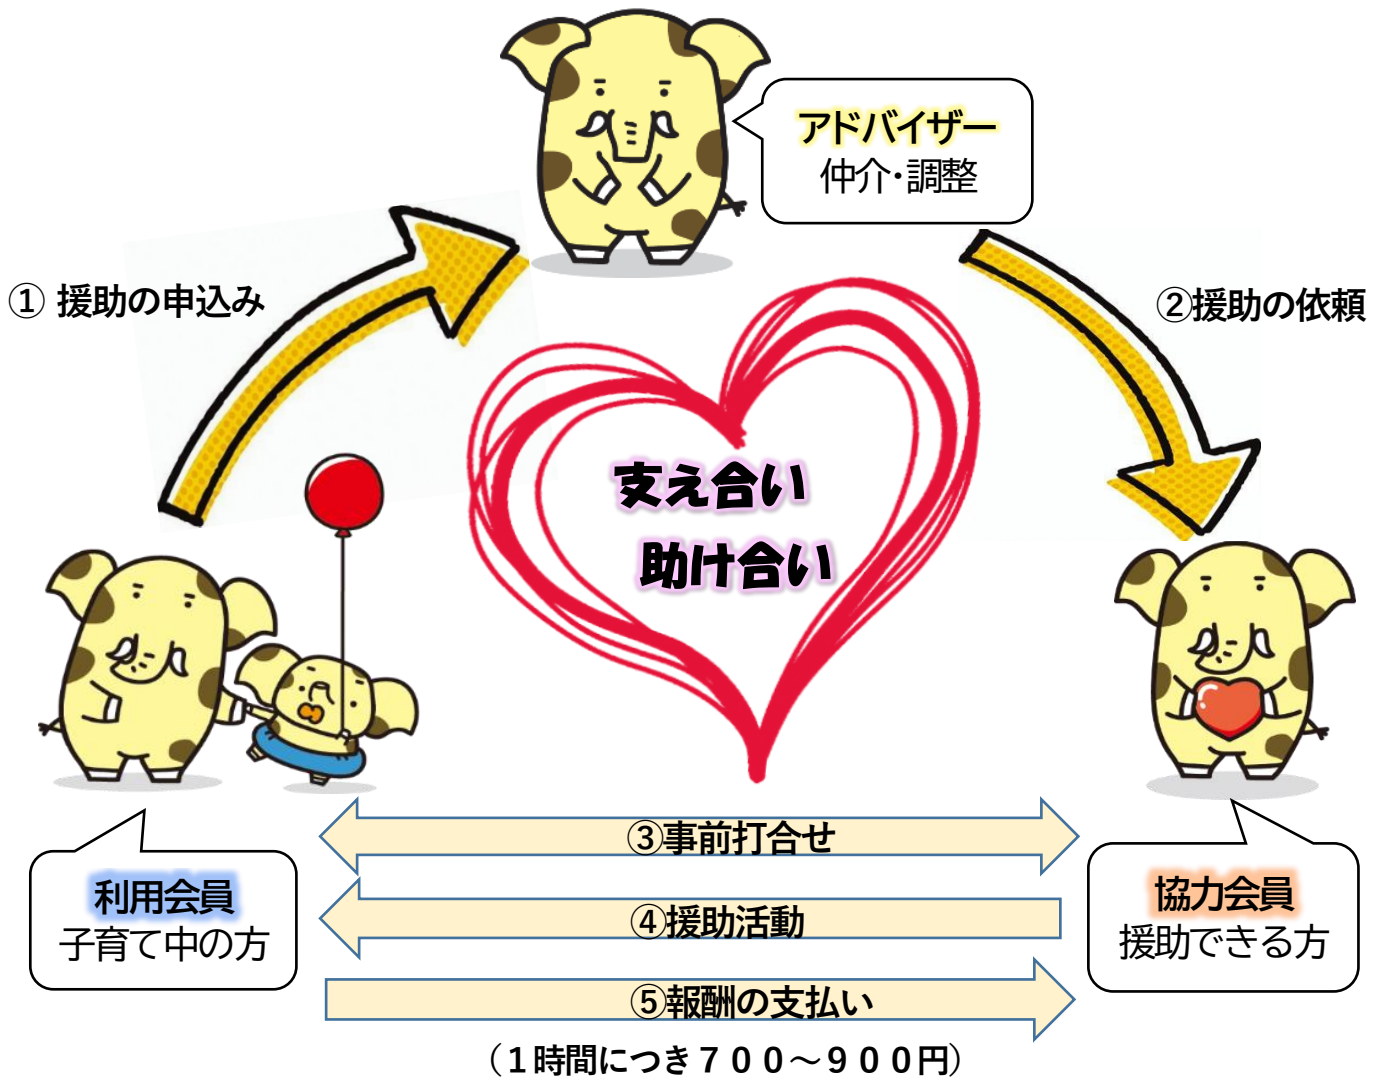 アドバイザー
仲介・調整
① 援助の申込み
②援助の依頼
支え合い
助け合い
③事前打合せ
利用会員
子育て中の方
④援助活動
協力会員
援助できる方
⑤報酬の支払い
（１時間につき７００～９００円）